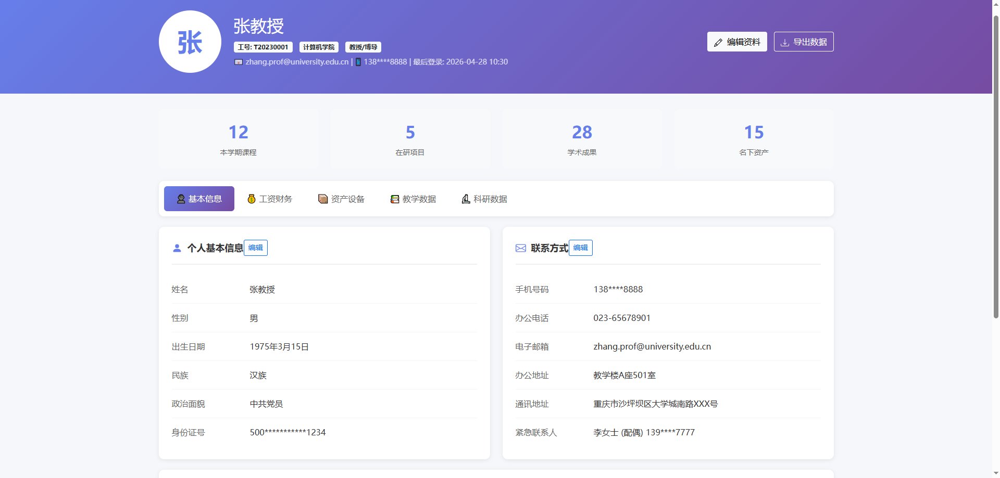 张
张教授
工号: T20230001 计算机学院 教授/博导
zhang.prof@university.edu.cn | 138****8888 | 最后登录: 2026-04-28 10:30
编辑资料 导出数据
12 5 28 15
本学期课程 在研项目 学术成果 名下资产
基本信息 工资财务 资产设备 教学数据 科研数据
个人基本信息 编辑
姓名 张教授
性别 男
出生日期 1975年3月15日
民族 汉族
政治面貌 中共党员
身份证号 500***********1234
联系方式 编辑
手机号码 138****8888
办公电话 023-65678901
电子邮箱 zhang.prof@university.edu.cn
办公地址 教学楼A座501室
通讯地址 重庆市沙坪坝区大学城南路XXX号
紧急联系人 李女士 (配偶) 139****7777